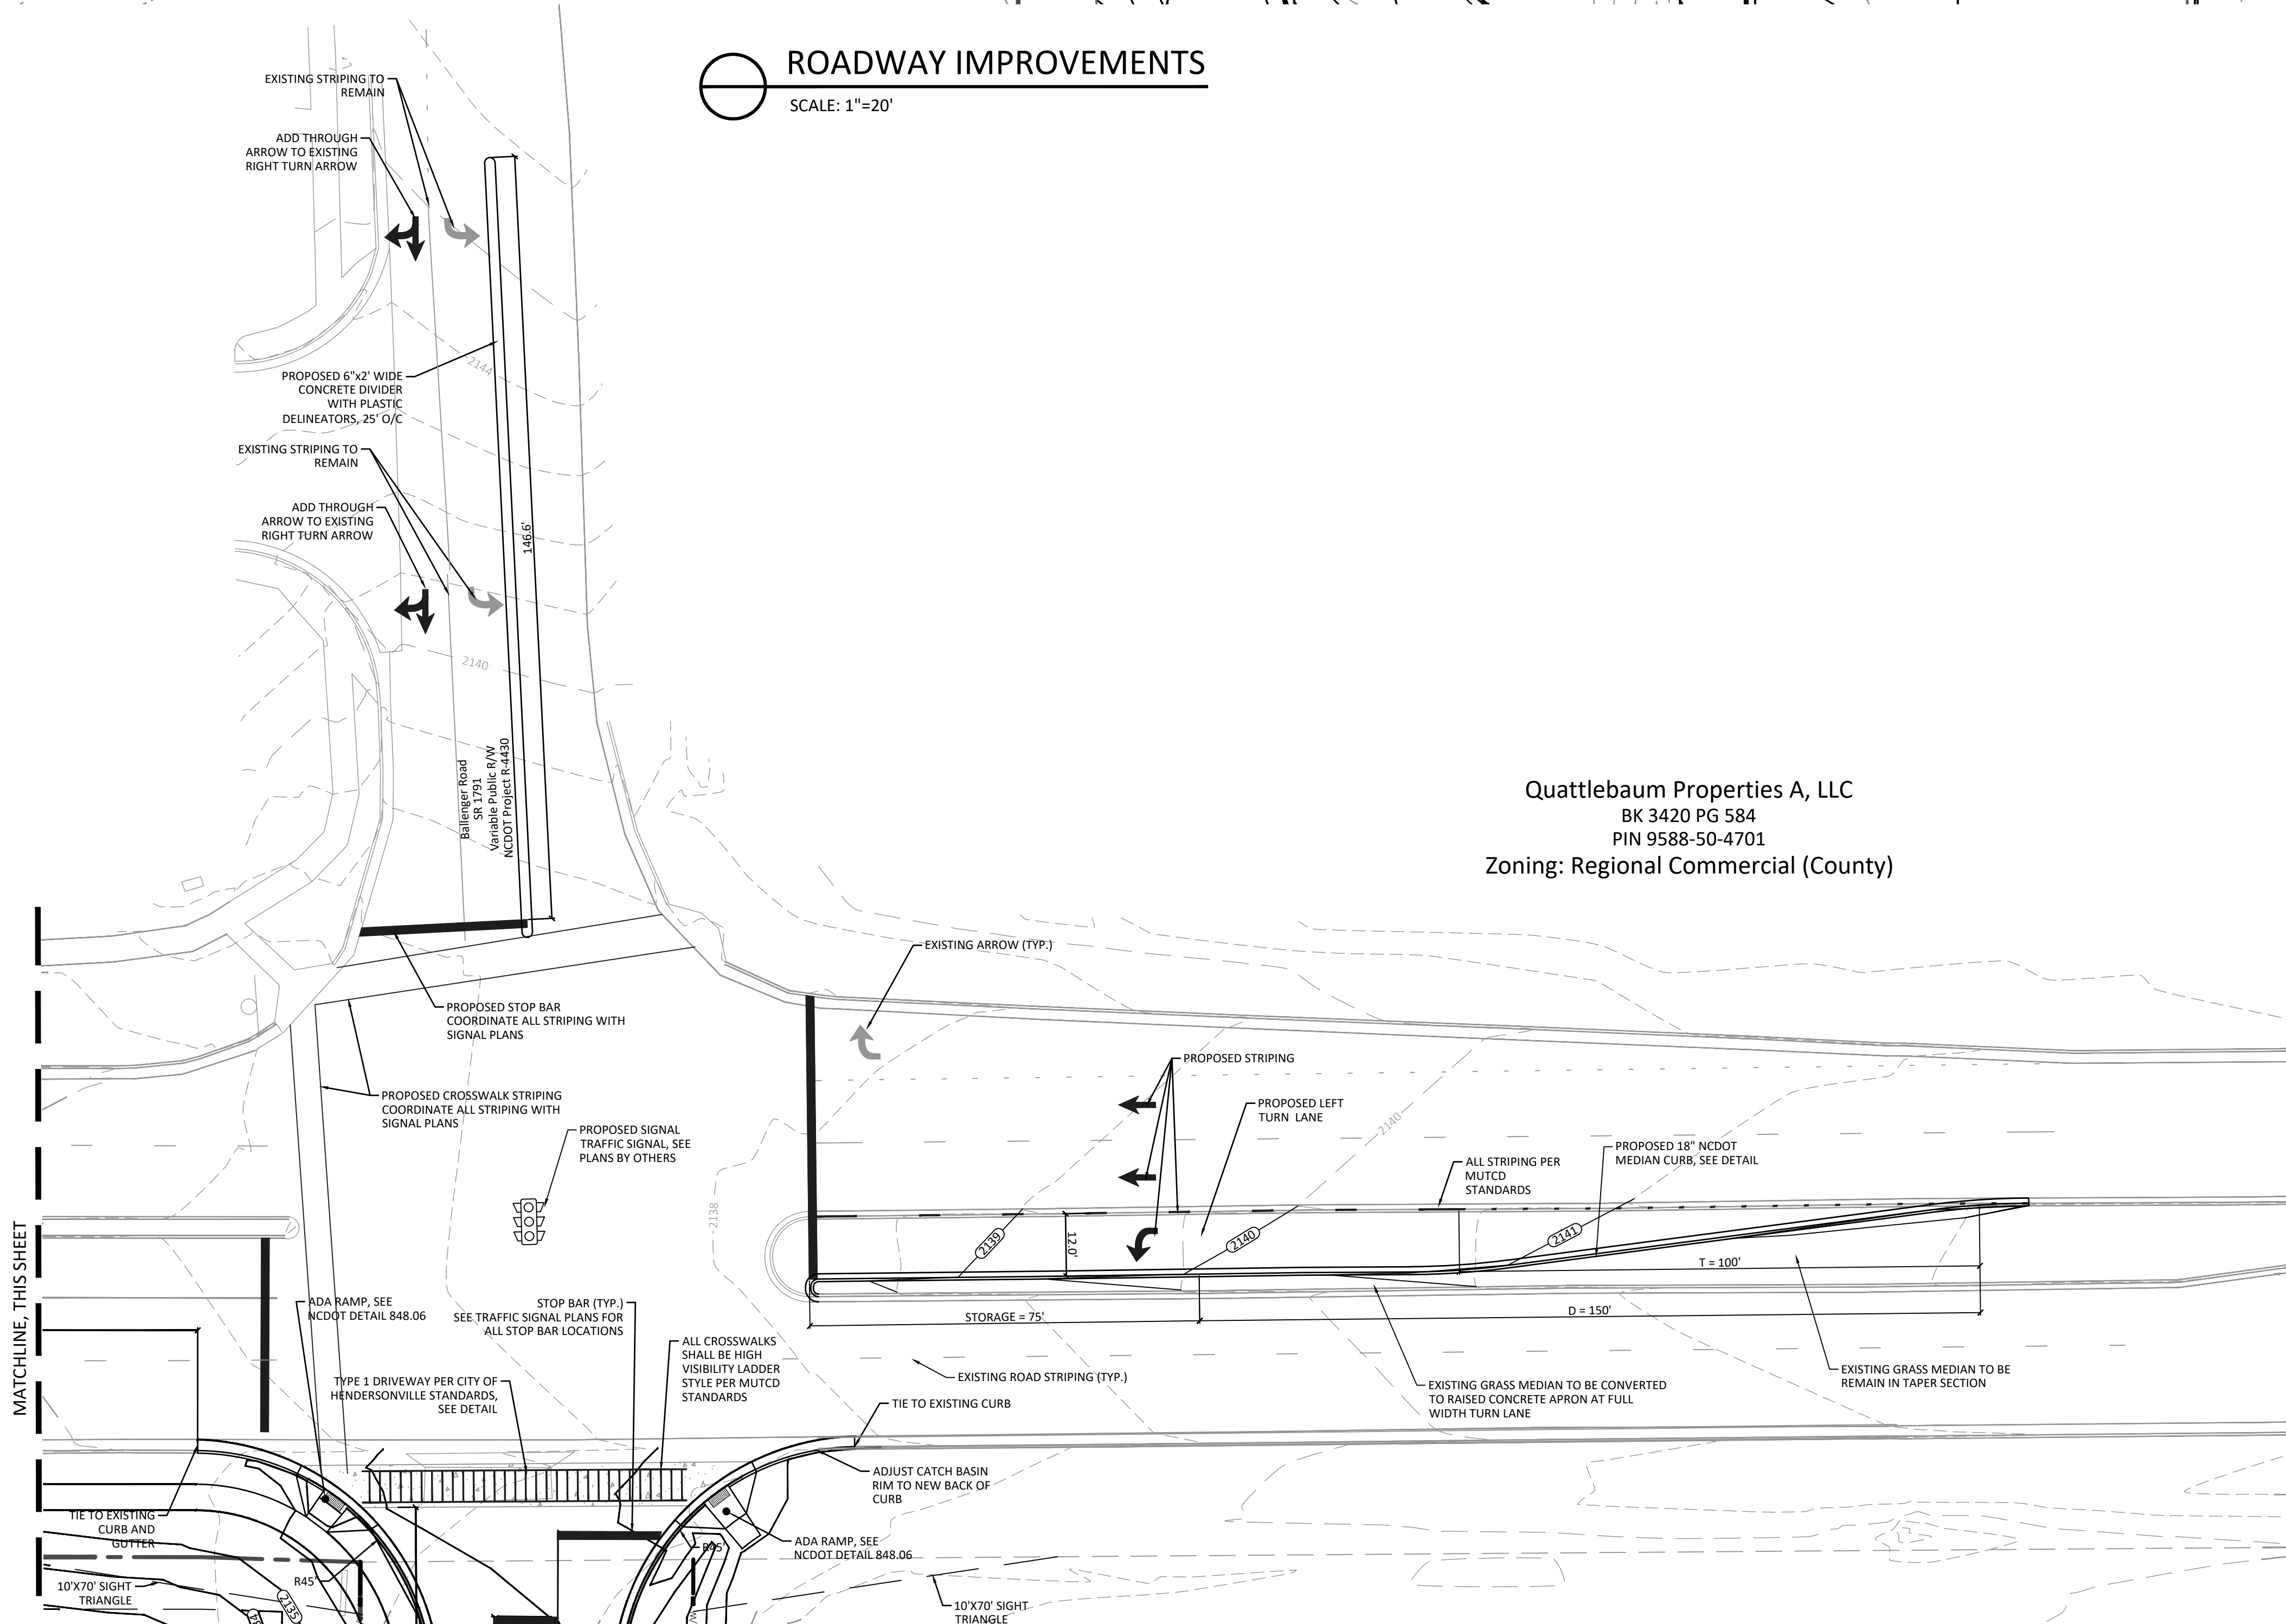 ROADWAY IMPROVEMENTS
SCALE: 1"=20'
EXISTING STRIPING TO
REMAIN
ADD THROUGH
ARROW TO EXISTING
RIGHT TURN ARROW
2144
PROPOSED 6"x2' WIDE
CONCRETE DIVIDER
WITH PLASTIC
DELINEATORS, 25' O/C
EXISTING STRIPING TO
REMAIN
ADD THROUGH
ARROW TO EXISTING
RIGHT TURN ARROW
146.6'
2140
Ballenger Road
SR 1791
Variable Public R/W
NCDOT Project R-4430
Quattlebaum Properties A, LLC
BK 3420 PG 584
PIN 9588-50-4701
Zoning: Regional Commercial (County)
EXISTING ARROW (TYP.)
PROPOSED STOP BAR
COORDINATE ALL STRIPING WITH
SIGNAL PLANS
PROPOSED STRIPING
PROPOSED CROSSWALK STRIPING
COORDINATE ALL STRIPING WITH
SIGNAL PLANS
PROPOSED LEFT
TURN LANE
2140
PROPOSED SIGNAL
TRAFFIC SIGNAL, SEE
PLANS BY OTHERS
PROPOSED 18" NCDOT
MEDIAN CURB, SEE DETAIL
ALL STRIPING PER
MUTCD
STANDARDS
2138
2139
12.0'
2140
2141
T = 100'
MATCHLINE, THIS SHEET
ADA RAMP, SEE
NCDOT DETAIL 848.06
STOP BAR (TYP.)
SEE TRAFFIC SIGNAL PLANS FOR
ALL STOP BAR LOCATIONS
STORAGE = 75'
D = 150'
ALL CROSSWALKS
SHALL BE HIGH
VISIBILITY LADDER
STYLE PER MUTCD
STANDARDS
EXISTING ROAD STRIPING (TYP.)
EXISTING GRASS MEDIAN TO BE
REMAIN IN TAPER SECTION
TYPE 1 DRIVEWAY PER CITY OF
HENDERSONVILLE STANDARDS,
SEE DETAIL
EXISTING GRASS MEDIAN TO BE CONVERTED
TO RAISED CONCRETE APRON AT FULL
WIDTH TURN LANE
TIE TO EXISTING CURB
ADJUST CATCH BASIN
RIM TO NEW BACK OF
CURB
TIE TO EXISTING
CURB AND
GUTTER
R45'
ADA RAMP, SEE
NCDOT DETAIL 848.06
R45'
10'X70' SIGHT
TRIANGLE
2135
10'X70' SIGHT
TRIANGLE